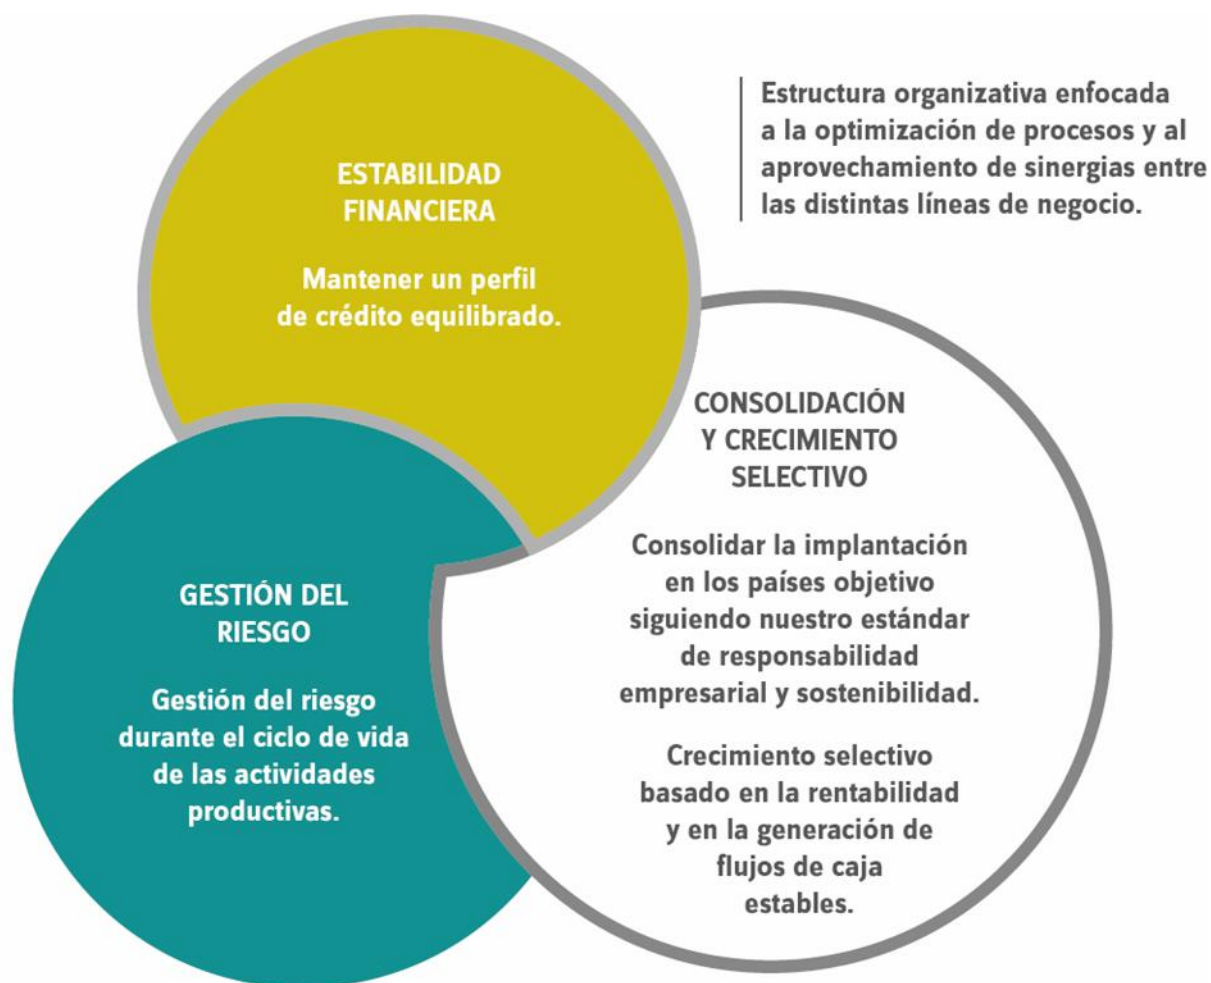 Estructura organizativa enfocada
a la optimización de procesos y al
aprovechamiento de sinergias entre
las distintas líneas de negocio.
ESTABILIDAD
FINANCIERA
Mantener un perfil
de crédito equilibrado.
CONSOLIDACIÓN
Y CRECIMIENTO
SELECTIVO
Consolidar la implantación
en los países objetivo
siguiendo nuestro estándar
de responsabilidad
empresarial y sostenibilidad.
Crecimiento selectivo
basado en la rentabilidad
y en la generación de
flujos de caja
estables.
GESTIÓN DEL
RIESGO
Gestión del riesgo
durante el ciclo de vida
de las actividades
productivas.